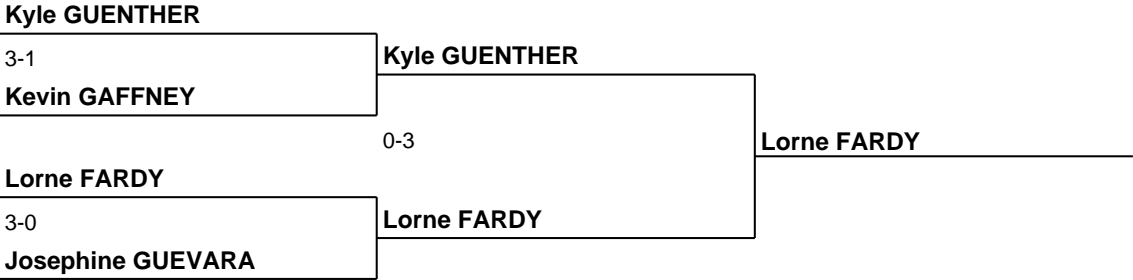 Kyle GUENTHER
3-1
Kyle GUENTHER
Kevin GAFFNEY
0-3
Lorne FARDY
Lorne FARDY
3-0
Lorne FARDY
Josephine GUEVARA